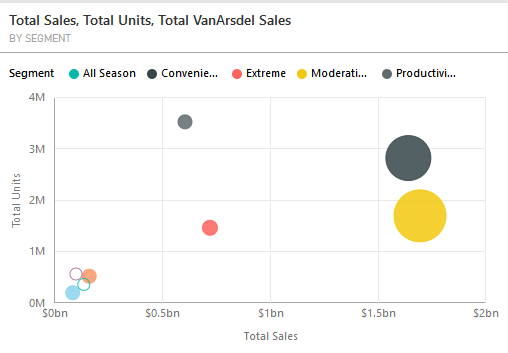 Total Sales, Total Units, Total VanArsdel Sales
BY SEGMENT
Segment All Season Convenie... Extreme Moderati... Productivi...
4M
3M
2M
1M
0M
Total Units
$0bn $0.5bn $1bn $1.5bn $2bn
Total Sales